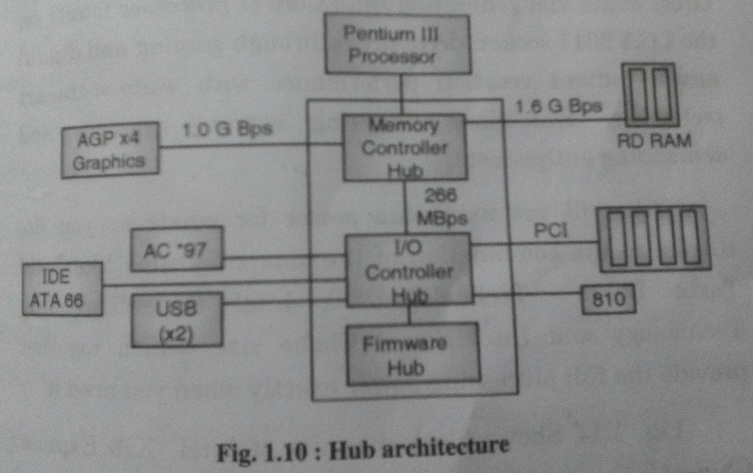 Pentium III
Processor
1.6 G Bps
RD RAM
AGP x4
Graphics
1.0 G Bps
Memory
Controller
Hub
266
MBps
AC '97
I/O
Controller
Hub
PCI
IDE
ATA 66
USB
(x2)
810
Firmware
Hub
Fig. 1.10 : Hub architecture